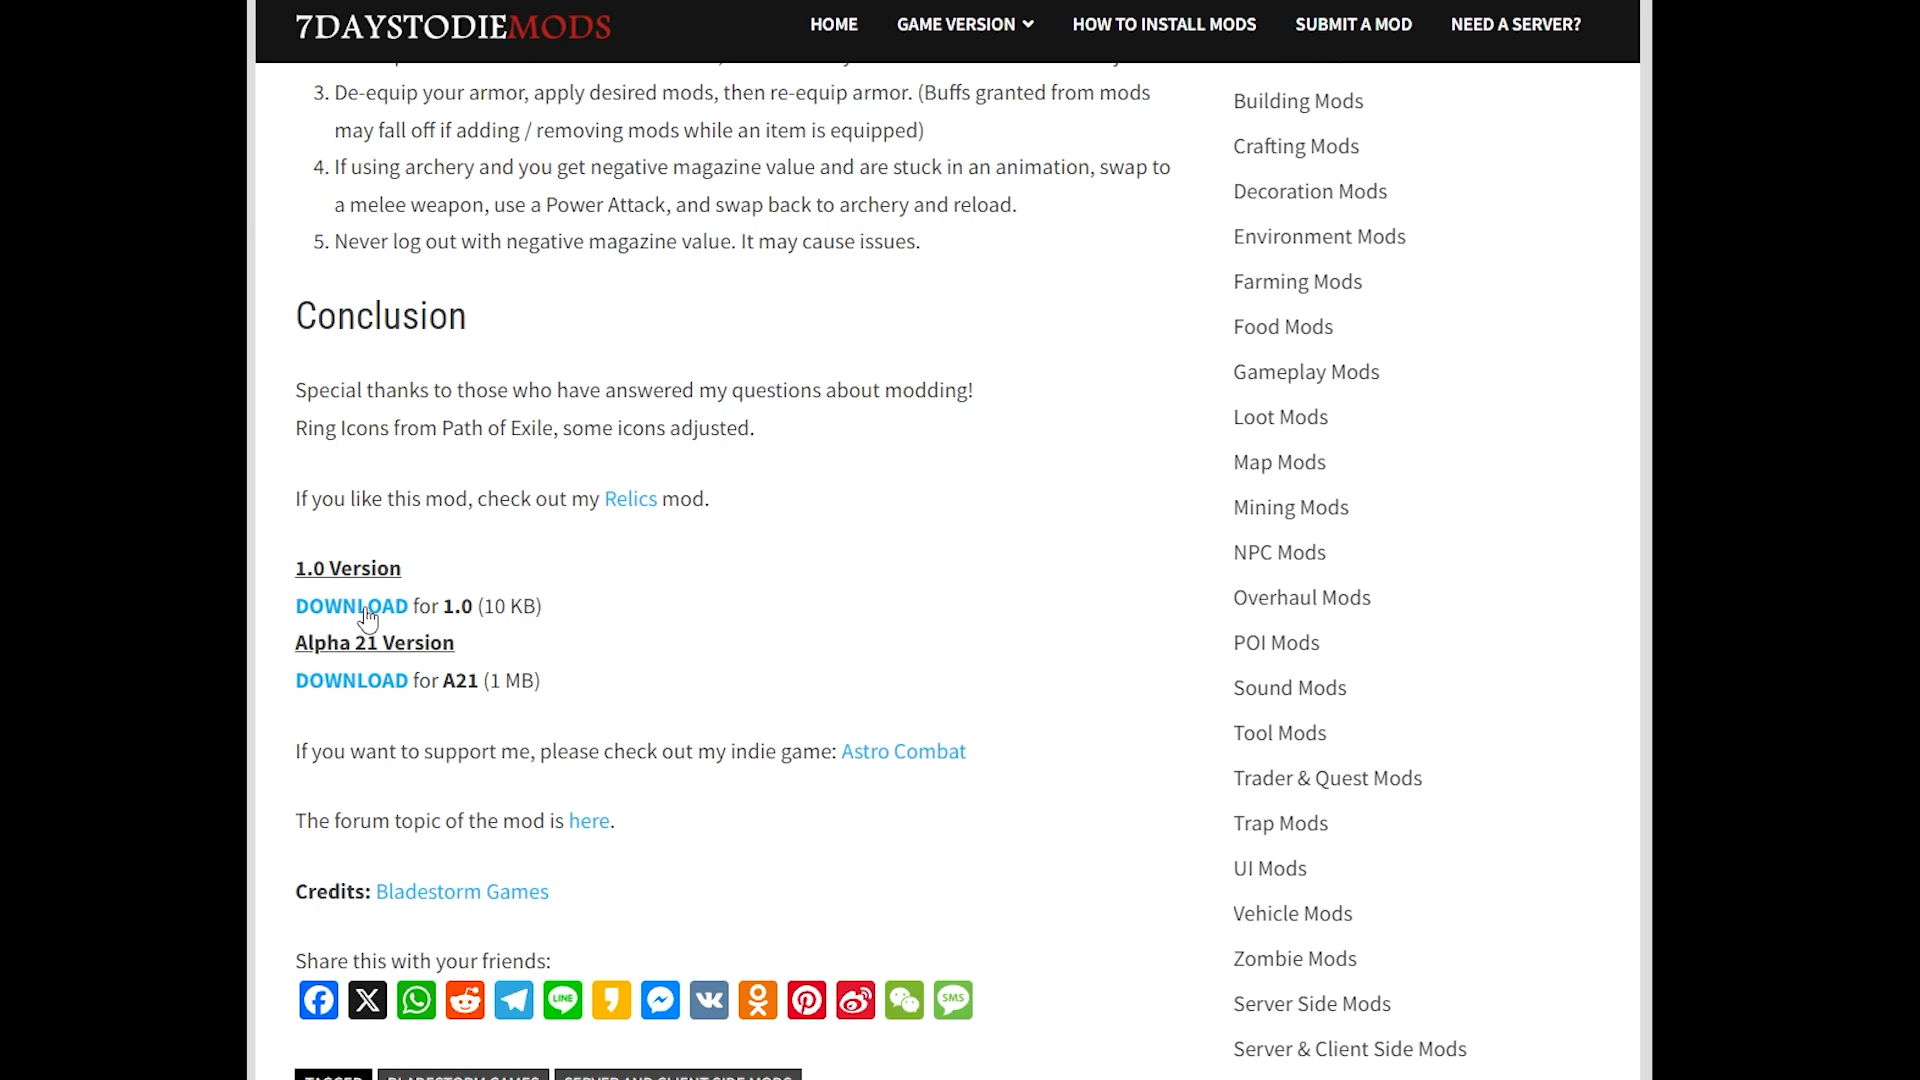 7DAYSTODIEMODS
HOME
GAME VERSION
HOW TO INSTALL MODS
SUBMIT A MOD
NEED A SERVER?
3. De-equip your armor, apply desired mods, then re-equip armor. (Buffs granted from mods
may fall off if adding / removing mods while an item is equipped)
4. If using archery and you get negative magazine value and are stuck in an animation, swap to
a melee weapon, use a Power Attack, and swap back to archery and reload.
5. Never log out with negative magazine value. It may cause issues.
Conclusion
Special thanks to those who have answered my questions about modding!
Ring Icons from Path of Exile, some icons adjusted.
If you like this mod, check out my Relics mod.
1.0 Version
DOWNLOAD for 1.0 (10 KB)
Alpha 21 Version
DOWNLOAD for A21 (1 MB)
If you want to support me, please check out my indie game: Astro Combat
The forum topic of the mod is here.
Credits: Bladestorm Games
Share this with your friends:
LINE
SMS
TAGGED
BLADESTORM GAMES
SERVER AND CLIENT SIDE MODS
Building Mods
Crafting Mods
Decoration Mods
Environment Mods
Farming Mods
Food Mods
Gameplay Mods
Loot Mods
Map Mods
Mining Mods
NPC Mods
Overhaul Mods
POI Mods
Sound Mods
Tool Mods
Trader & Quest Mods
Trap Mods
UI Mods
Vehicle Mods
Zombie Mods
Server Side Mods
Server & Client Side Mods